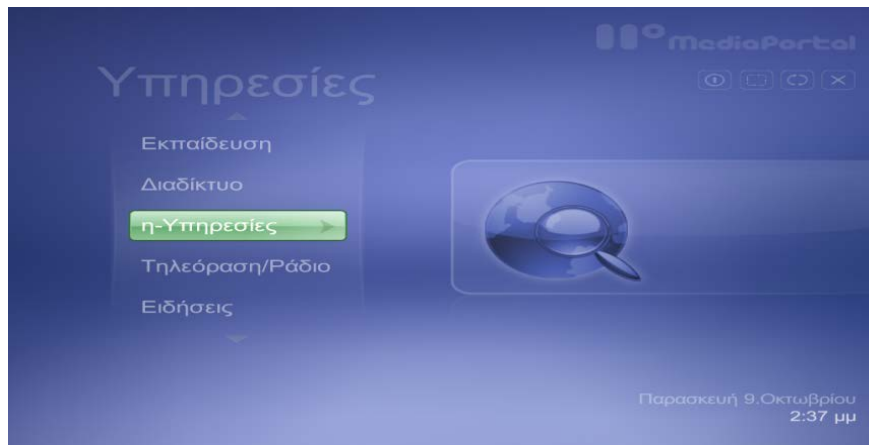 MediaPortal
Υπηρεσίες
Εκπαίδευση
Διαδίκτυο
η-Υπηρεσίες
Τηλεόραση/Ράδιο
Ειδήσεις
Παρασκευή 9.Οκτωβρίου
2:37 μμ